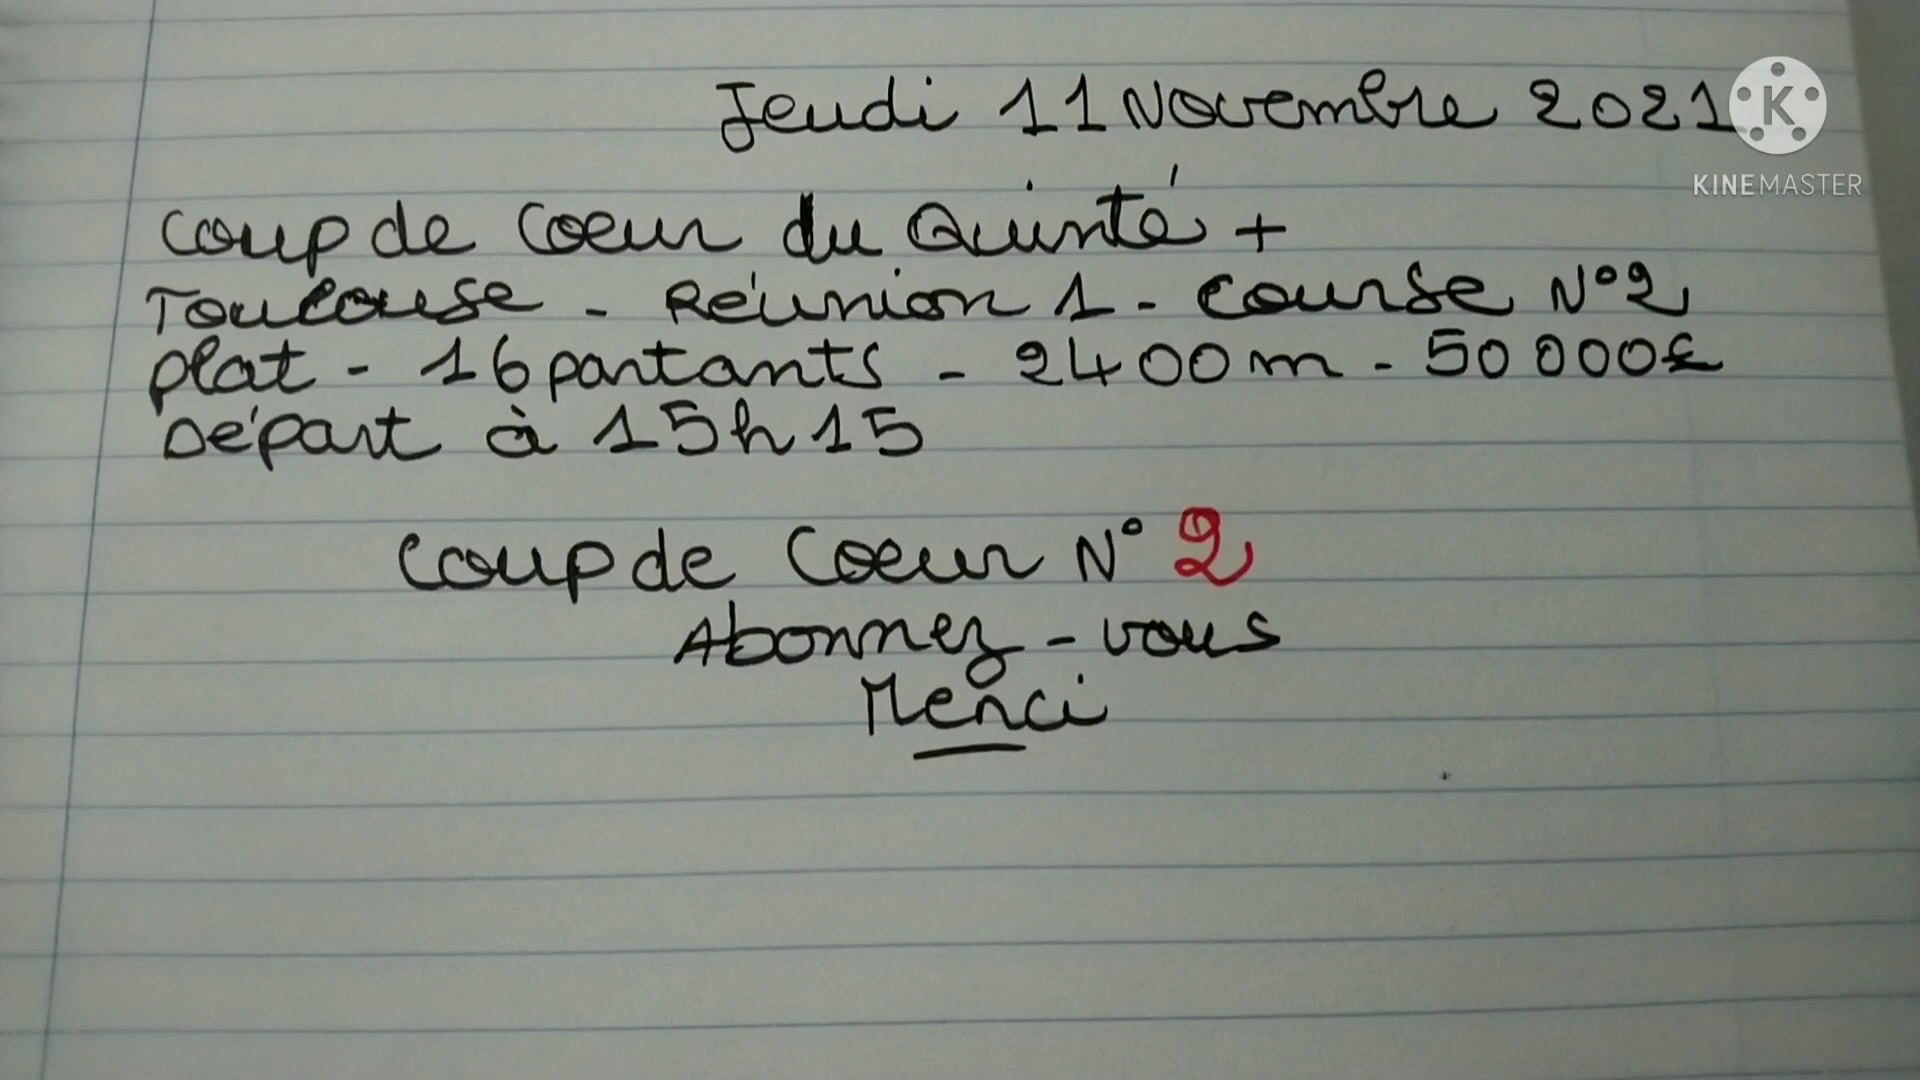 Jeudi 11 Novembre 2021
K
KINEMASTER
Coup de Coeur du Quinté +
Toulouse - Réunion 1 - Course N°2
plat - 16 partants - 2400m - 50 000£
Départ à 15h15
Coup de Coeur N° 2
Abonnez-vous
Merci